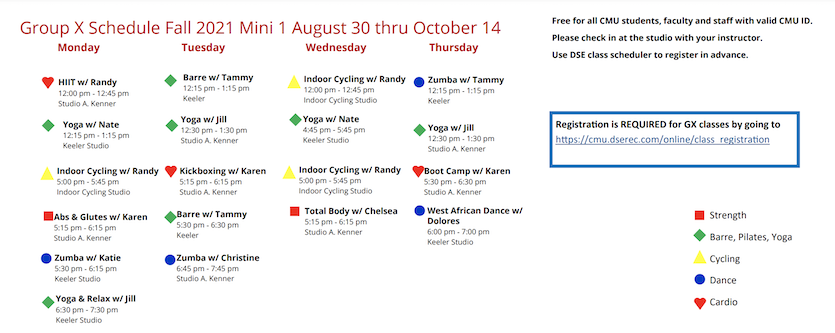 Group X Schedule Fall 2021 Mini 1 August 30 thru October 14
Monday
HIIT w/ Randy
12:00 pm - 12:45 pm
Studio A. Kenner
Yoga w/ Nate
12:15 pm - 1:15 pm
Keeler Studio
Indoor Cycling w/ Randy
5:00 pm - 5:45 pm
Indoor Cycling Studio
Abs & Glutes w/ Karen
5:15 pm - 6:15 pm
Studio A. Kenner
Zumba w/ Katie
5:30 pm - 6:15 pm
Keeler Studio
Yoga & Relax w/ Jill
6:30 pm - 7:30 pm
Keeler Studio
Tuesday
Barre w/ Tammy
12:15 pm - 1:15 pm
Keeler
Yoga w/ Jill
12:30 pm - 1:30 pm
Studio A. Kenner
Kickboxing w/ Karen
5:15 pm - 6:15 pm
Studio A. Kenner
Barre w/ Tammy
5:30 pm - 6:30 pm
Keeler
Zumba w/ Christine
6:45 pm - 7:45 pm
Studio A. Kenner
Wednesday
Indoor Cycling w/ Randy
12:00 pm - 12:45 pm
Indoor Cycling Studio
Yoga w/ Nate
4:45 pm - 5:45 pm
Keeler Studio
Indoor Cycling w/ Randy
5:00 pm - 5:45 pm
Indoor Cycling Studio
Total Body w/ Chelsea
5:15 pm - 6:15 pm
Studio A. Kenner
Thursday
Zumba w/ Tammy
12:15 pm - 1:15 pm
Keeler
Yoga w/ Jill
12:30 pm - 1:30 pm
Studio A. Kenner
Boot Camp w/ Karen
5:30 pm - 6:30 pm
Studio A. Kenner
West African Dance w/
Dolores
6:00 pm - 7:00 pm
Keeler Studio
Free for all CMU students, faculty and staff with valid CMU ID.
Please check in at the studio with your instructor.
Use DSE class scheduler to register in advance.
Registration is REQUIRED for GX classes by going to
https://cmu.dserec.com/online/class_registration
Strength
Barre, Pilates, Yoga
Cycling
Dance
Cardio